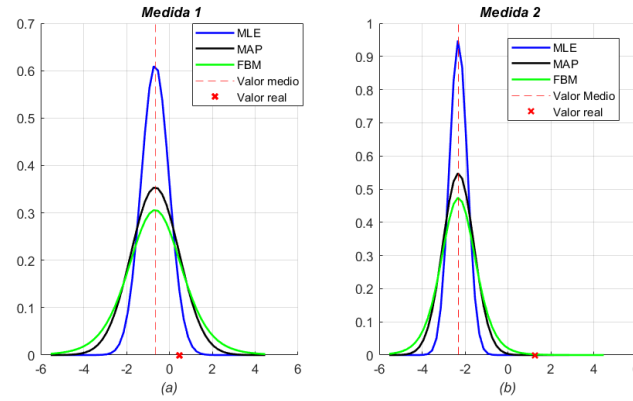 Medida 1
0.7
0.6
0.5
0.4
0.3
0.2
0.1
0
-6 -4 -2 0 2 4 6
MLE
MAP
FBM
Valor medio
Valor real
(a)
Medida 2
1
0.9
0.8
0.7
0.6
0.5
0.4
0.3
0.2
0.1
0
-6 -4 -2 0 2 4 6
MLE
MAP
FBM
Valor Medio
Valor real
(b)